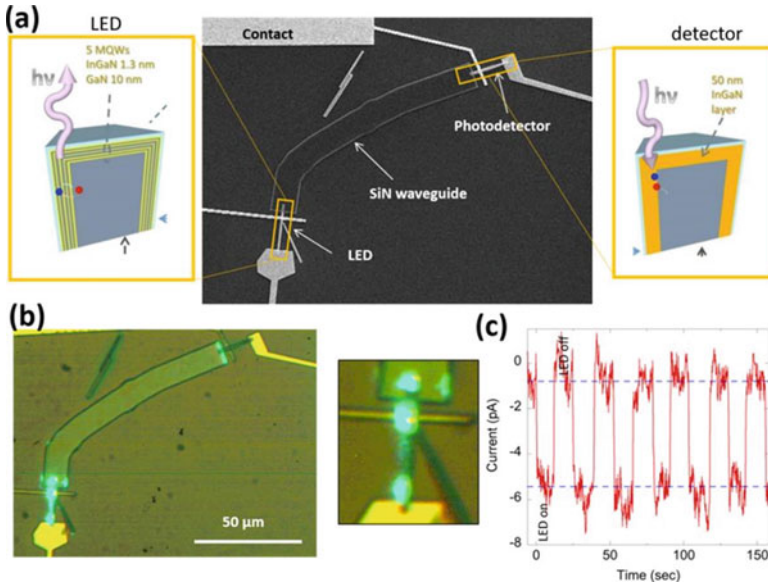 (a)
LED
5 MQWs
InGaN 1.3 nm
GaN 10 nm
hν
Contact
Photodetector
SiN waveguide
LED
detector
hν
50 nm
InGaN
layer
(b)
50 μm
(c)
Current (pA)
0
-2
-4
-6
-8
LED off
LED on
0
50
100
150
Time (sec)